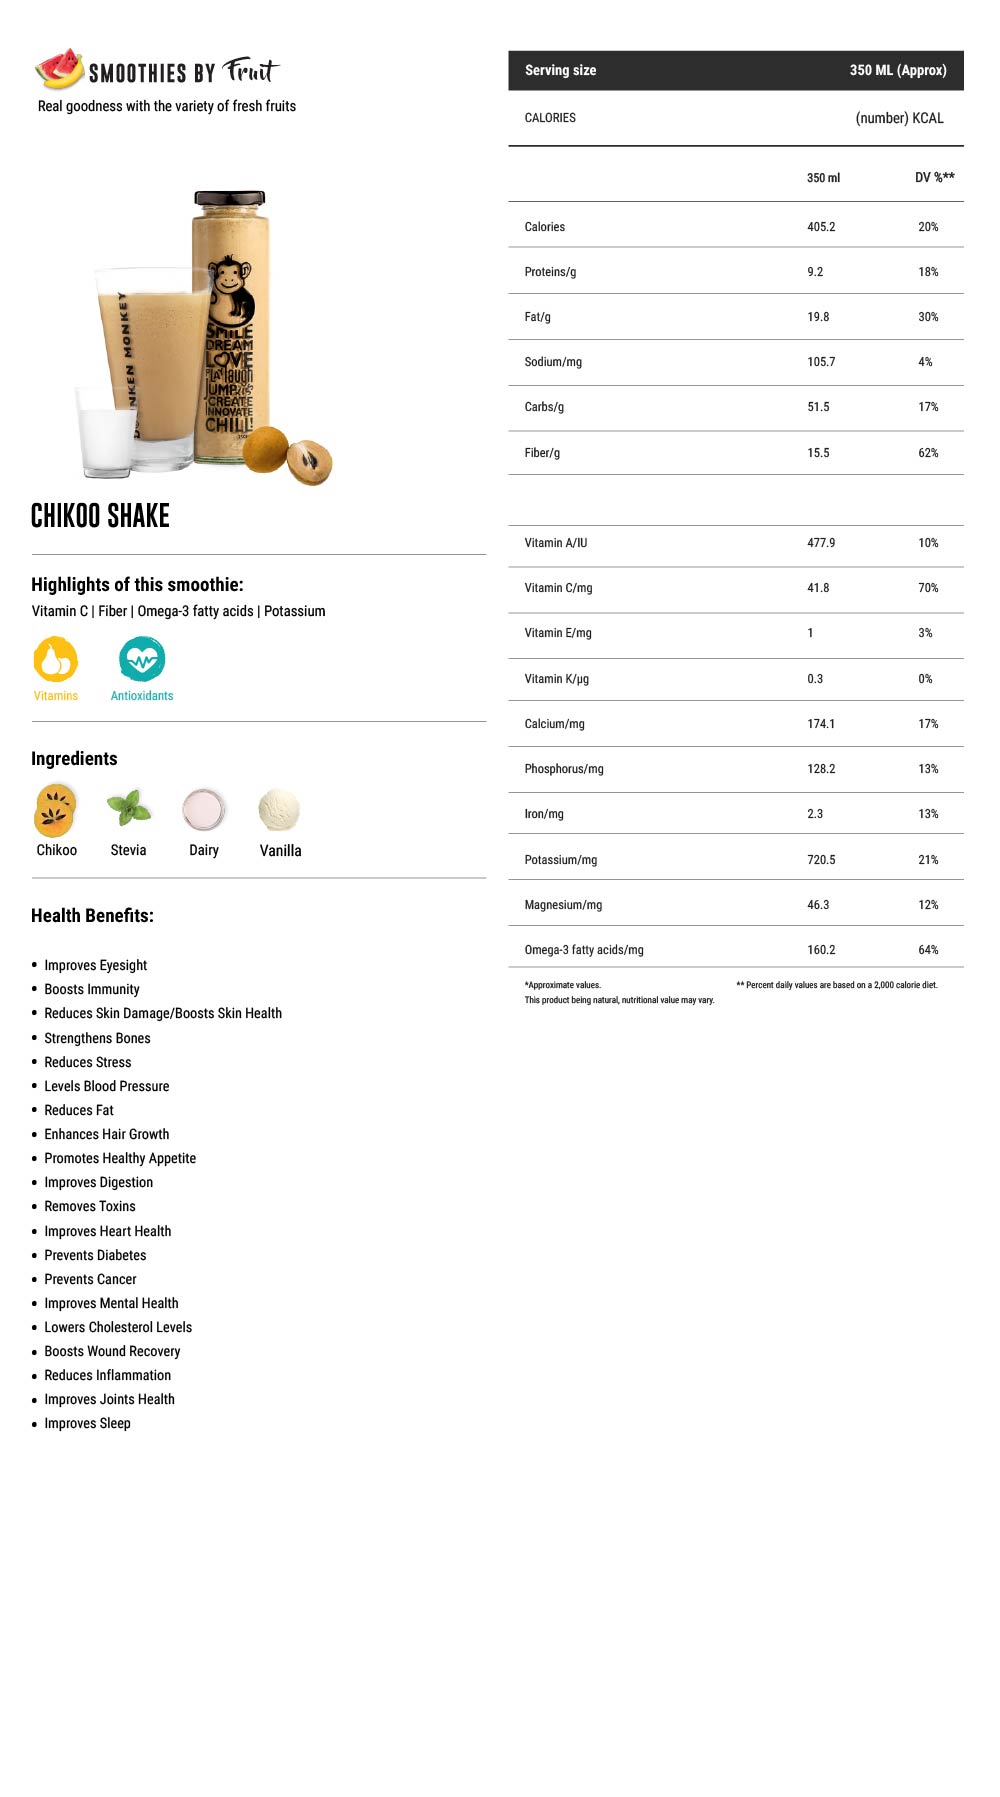 SMOOTHIES BY Fruit
Real goodness with the variety of fresh fruits
DRUNKEN MONKEY
SMILE
DREAM
LOVE
PLAY laugh
JUMP
CREATE
INNOVATE
CHILL!
CHIKOO SHAKE
Highlights of this smoothie:
Vitamin C | Fiber | Omega-3 fatty acids | Potassium
Vitamins Antioxidants
Ingredients
Chikoo Stevia Dairy Vanilla
Health Benefits:
• Improves Eyesight
• Boosts Immunity
• Reduces Skin Damage/Boosts Skin Health
• Strengthens Bones
• Reduces Stress
• Levels Blood Pressure
• Reduces Fat
• Enhances Hair Growth
• Promotes Healthy Appetite
• Improves Digestion
• Removes Toxins
• Improves Heart Health
• Prevents Diabetes
• Prevents Cancer
• Improves Mental Health
• Lowers Cholesterol Levels
• Boosts Wound Recovery
• Reduces Inflammation
• Improves Joints Health
• Improves Sleep
Serving size 350 ML (Approx)
CALORIES (number) KCAL
350 ml DV %**
Calories 405.2 20%
Proteins/g 9.2 18%
Fat/g 19.8 30%
Sodium/mg 105.7 4%
Carbs/g 51.5 17%
Fiber/g 15.5 62%
Vitamin A/IU 477.9 10%
Vitamin C/mg 41.8 70%
Vitamin E/mg 1 3%
Vitamin K/µg 0.3 0%
Calcium/mg 174.1 17%
Phosphorus/mg 128.2 13%
Iron/mg 2.3 13%
Potassium/mg 720.5 21%
Magnesium/mg 46.3 12%
Omega-3 fatty acids/mg 160.2 64%
*Approximate values. ** Percent daily values are based on a 2,000 calorie diet.
This product being natural, nutritional value may vary.